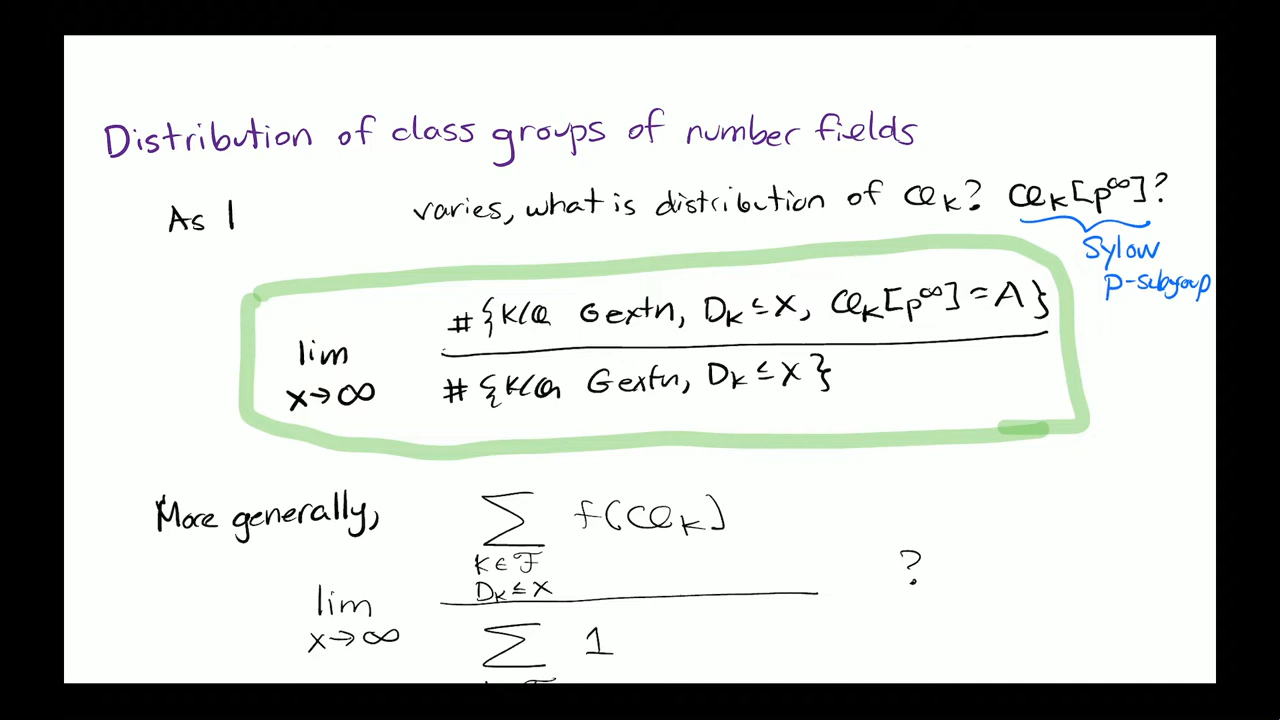 Distribution of class groups of number fields
As varies, what is distribution of Cl_K? Cl_K[p^∞]?
Sylow
p-subgroup
#{K/Q G extn, D_K ≤ X, Cl_K[p^∞] = A}
lim
x→∞
#{K/Q G extn, D_K ≤ X}
More generally,
∑ f(Cl_K)
K ∈ F
D_K ≤ X
?
lim
x→∞
∑ 1